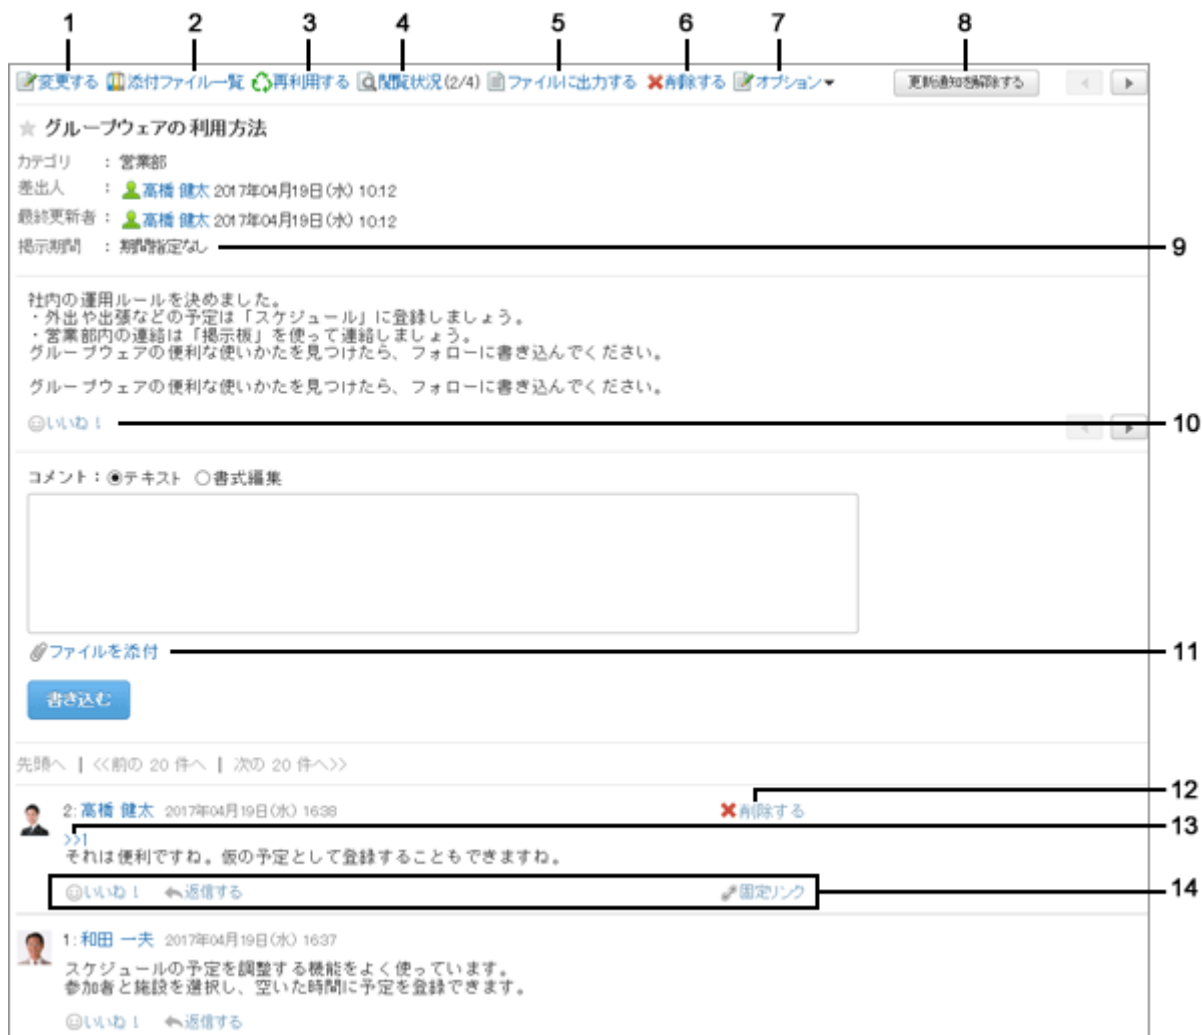 1 2 3 4 5 6 7 8
変更する 添付ファイル一覧 再利用する 閲覧状況(2/4) ファイルに出力する 削除する オプション▼ 更新通知を解除する
グループウェアの利用方法
カテゴリ : 営業部
差出人 : 高橋 健太 2017年04月19日(水) 10:12
最終更新者 : 高橋 健太 2017年04月19日(水) 10:12
掲示期間 : 期間指定なし 9
社内の運用ルールを決めました。
・外出や出張などの予定は「スケジュール」に登録しましょう。
・営業部内の連絡は「掲示板」を使って連絡しましょう。
グループウェアの便利な使いかたを見つけたら、フォローに書き込んでください。
グループウェアの便利な使いかたを見つけたら、フォローに書き込んでください。
いいね! 10
コメント: テキスト 書式編集
ファイルを添付 11
書き込む
先頭へ | <<前の 20 件へ | 次の 20 件へ>>
12
2: 高橋 健太 2017年04月19日(水) 16:38 削除する
>>1 13
それは便利ですね。仮の予定として登録することもできますね。
いいね! 返信する 固定リンク 14
1: 和田 一夫 2017年04月19日(水) 16:37
スケジュールの予定を調整する機能をよく使っています。
参加者と施設を選択し、空いた時間に予定を登録できます。
いいね! 返信する